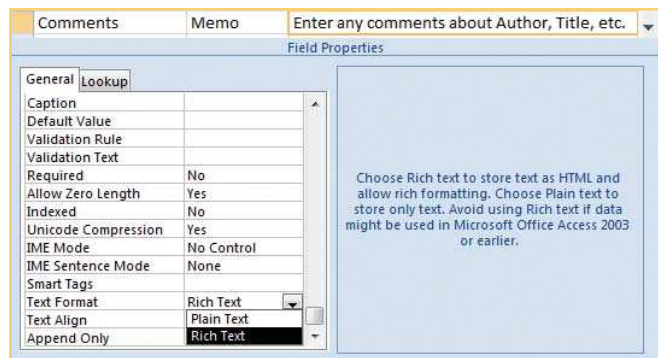 Comments Memo Enter any comments about Author, Title, etc.
Field Properties
General Lookup
Caption
Default Value
Validation Rule
Validation Text
Required No
Allow Zero Length Yes
Indexed No
Unicode Compression Yes
IME Mode No Control
IME Sentence Mode None
Smart Tags
Text Format Rich Text
Text Align Plain Text
Append Only Rich Text
Choose Rich text to store text as HTML and
allow rich formatting. Choose Plain text to
store only text. Avoid using Rich text if data
might be used in Microsoft Office Access 2003
or earlier.